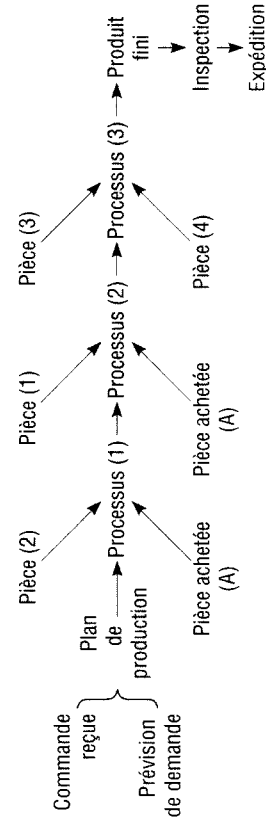 Commande
reçue
Prévision
de demande
Plan
de
production
Pièce (2)
Processus (1)
Pièce achetée
(A)
Pièce (1)
Processus (2)
Pièce achetée
(A)
Pièce (3)
Processus (3)
Pièce (4)
Produit
fini
Inspection
Expédition